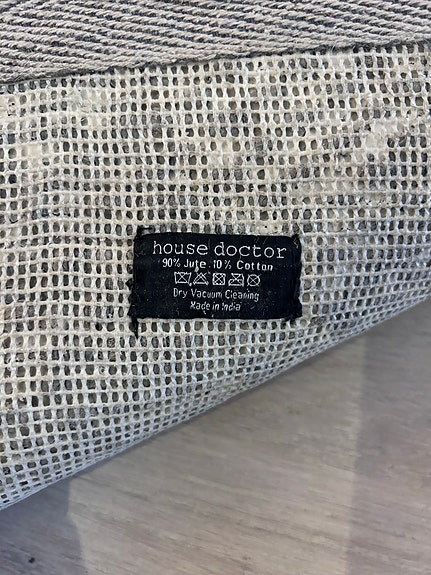 house doctor
90% Jute. 10% Cotton
Dry Vacuum Cleaning
Made in India